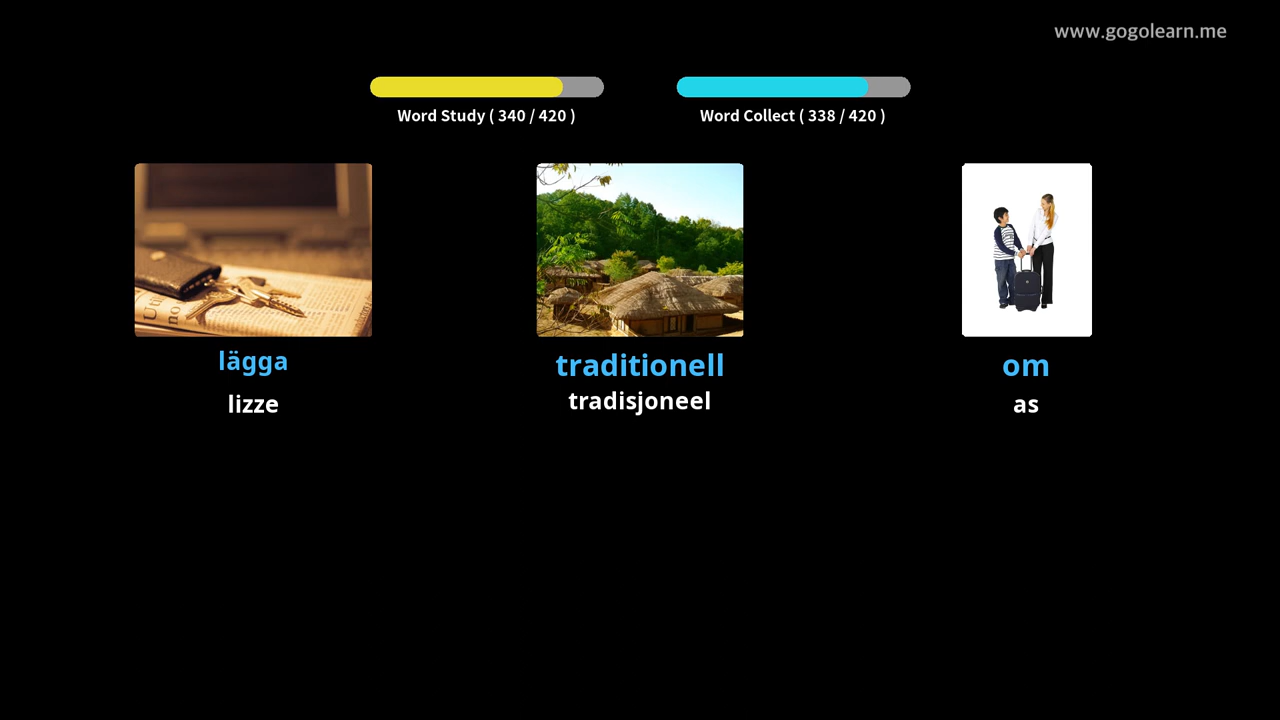 www.gogolearn.me
Word Study ( 340 / 420 )
Word Collect ( 338 / 420 )
lägga
lizze
traditionell
tradisjoneel
om
as